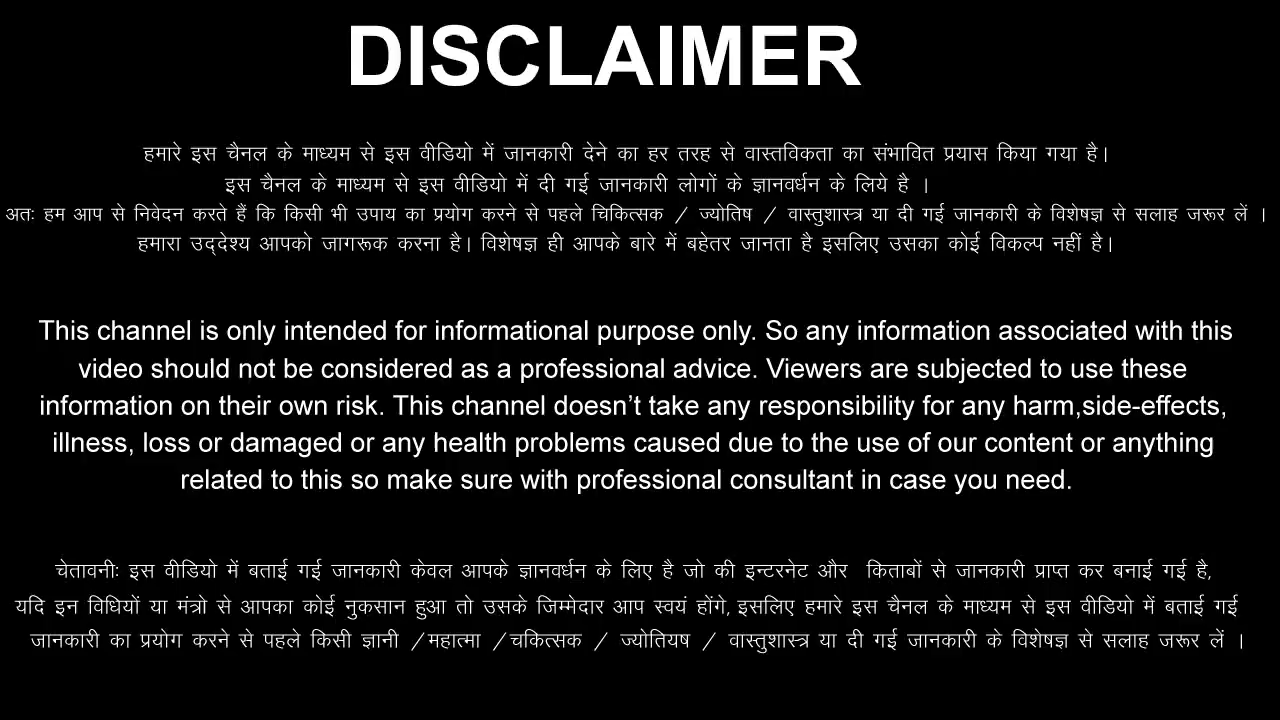 DISCLAIMER
हमारे इस चैनल के माध्यम से इस वीडियो में जानकारी देने का हर तरह से वास्तविकता का संभावित प्रयास किया गया है।
इस चैनल के माध्यम से इस वीडियो में दी गई जानकारी लोगों के ज्ञानवर्धन के लिये है ।
अतः हम आप से निवेदन करते हैं कि किसी भी उपाय का प्रयोग करने से पहले चिकित्सक / ज्योतिष / वास्तुशास्त्र या दी गई जानकारी के विशेषज्ञ से सलाह जरूर लें ।
हमारा उद्देश्य आपको जागरूक करना है। विशेषज्ञ ही आपके बारे में बहेतर जानता है इसलिए उसका कोई विकल्प नहीं है।
This channel is only intended for informational purpose only. So any information associated with this
video should not be considered as a professional advice. Viewers are subjected to use these
information on their own risk. This channel doesn’t take any responsibility for any harm,side-effects,
illness, loss or damaged or any health problems caused due to the use of our content or anything
related to this so make sure with professional consultant in case you need.
चेतावनीः इस वीडियो में बताई गई जानकारी केवल आपके ज्ञानवर्धन के लिए है जो की इन्टरनेट और किताबों से जानकारी प्राप्त कर बनाई गई है,
यदि इन विधियों या मंत्रो से आपका कोई नुकसान हुआ तो उसके जिम्मेदार आप स्वयं होंगे, इसलिए हमारे इस चैनल के माध्यम से इस वीडियो में बताई गई
जानकारी का प्रयोग करने से पहले किसी ज्ञानी /महात्मा /चकित्सक / ज्योतियष / वास्तुशास्त्र या दी गई जानकारी के विशेषज्ञ से सलाह जरूर लें ।